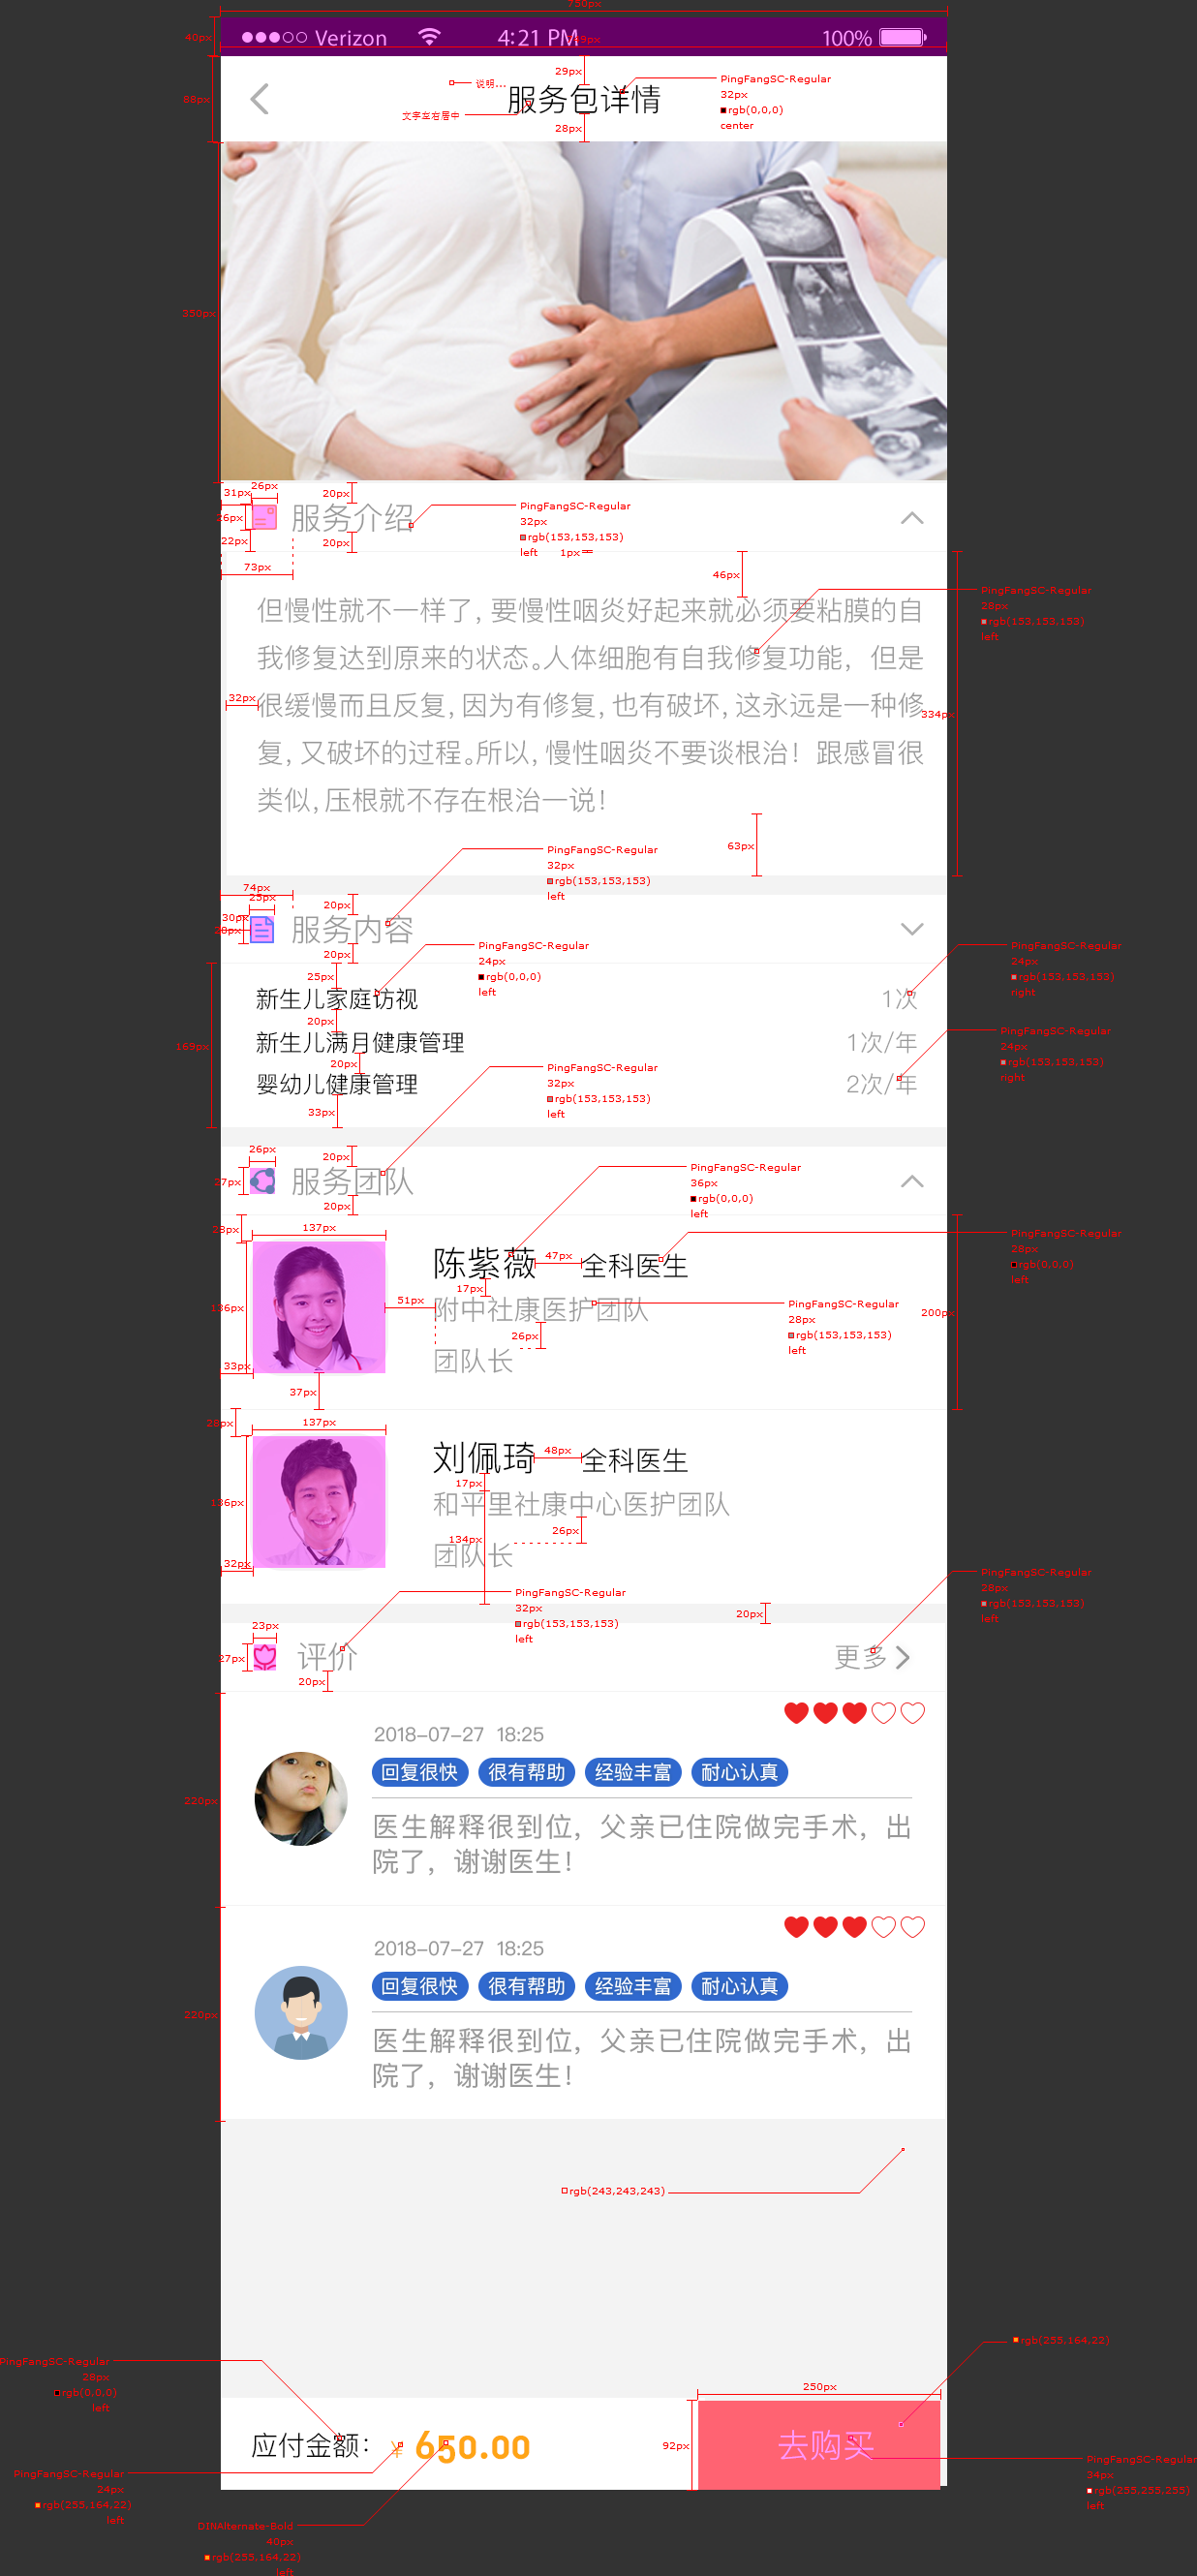 750px
40px
Verizon
4:21 PM
100%
88px
29px
说明...
服务包详情
文字左右居中
28px
PingFangSC-Regular
32px
rgb(0,0,0)
center
350px
31px
26px
26px
22px
73px
20px
服务介绍
20px
PingFangSC-Regular
32px
rgb(153,153,153)
left
1px
46px
但慢性就不一样了,要慢性咽炎好起来就必须要粘膜的自
我修复达到原来的状态。人体细胞有自我修复功能，但是
很缓慢而且反复,因为有修复,也有破坏,这永远是一种修
复,又破坏的过程。所以,慢性咽炎不要谈根治！跟感冒很
类似,压根就不存在根治一说！
32px
PingFangSC-Regular
28px
rgb(153,153,153)
left
334px
63px
PingFangSC-Regular
32px
rgb(153,153,153)
left
74px
25px
30px
20px
服务内容
20px
PingFangSC-Regular
24px
rgb(0,0,0)
left
PingFangSC-Regular
24px
rgb(153,153,153)
right
169px
25px
新生儿家庭访视
1次
20px
新生儿满月健康管理
1次/年
20px
婴幼儿健康管理
2次/年
33px
PingFangSC-Regular
24px
rgb(153,153,153)
right
PingFangSC-Regular
32px
rgb(153,153,153)
left
26px
27px
20px
服务团队
20px
PingFangSC-Regular
36px
rgb(0,0,0)
left
28px
137px
136px
33px
37px
51px
陈紫薇
47px
全科医生
17px
附中社康医护团队
26px
团队长
PingFangSC-Regular
28px
rgb(0,0,0)
left
PingFangSC-Regular
28px
rgb(153,153,153)
left
200px
28px
137px
136px
32px
刘佩琦
48px
全科医生
17px
和平里社康中心医护团队
134px
26px
团队长
PingFangSC-Regular
32px
rgb(153,153,153)
left
20px
PingFangSC-Regular
28px
rgb(153,153,153)
left
23px
27px
评价
20px
更多
220px
2018-07-27 18:25
回复很快 很有帮助 经验丰富 耐心认真
医生解释很到位，父亲已住院做完手术，出
院了，谢谢医生！
220px
2018-07-27 18:25
回复很快 很有帮助 经验丰富 耐心认真
医生解释很到位，父亲已住院做完手术，出
院了，谢谢医生！
rgb(243,243,243)
rgb(255,164,22)
PingFangSC-Regular
28px
rgb(0,0,0)
left
250px
92px
应付金额：
¥ 650.00
去购买
PingFangSC-Regular
34px
rgb(255,255,255)
left
PingFangSC-Regular
24px
rgb(255,164,22)
left
DINAlternate-Bold
40px
rgb(255,164,22)
left